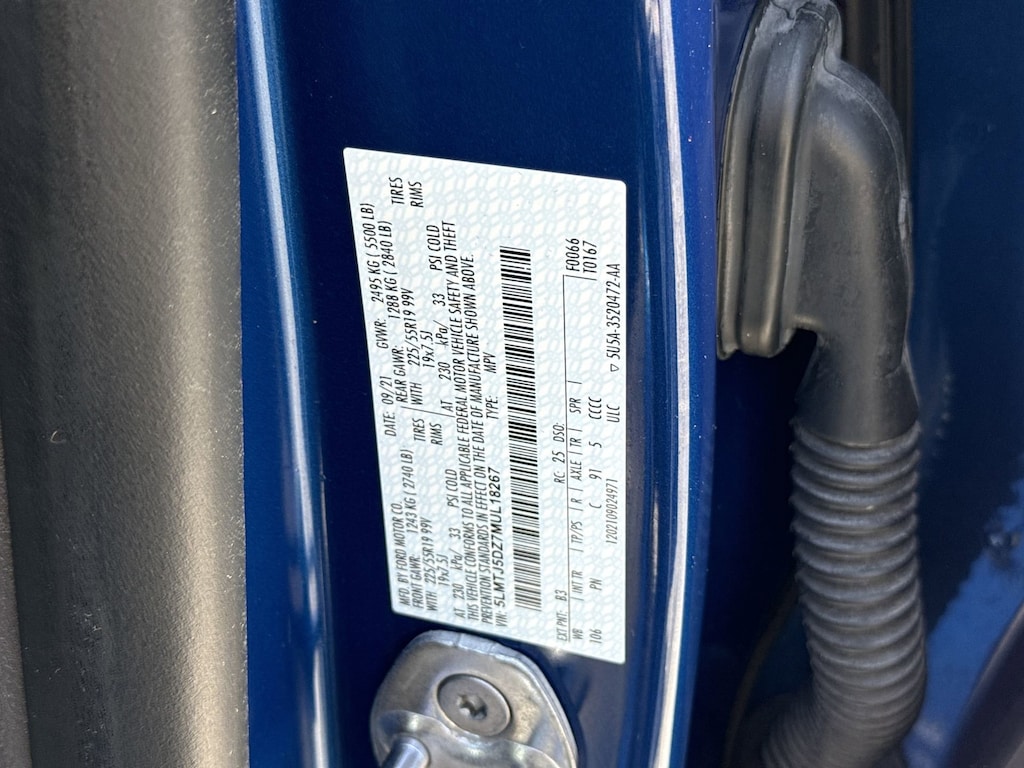 MFD. BY FORD MOTOR CO. DATE: 09/21 GVWR: 2495 KG ( 5500 LB)
FRONT GAWR: 1243 KG ( 2740 LB) REAR GAWR: 1288 KG ( 2840 LB)
WITH 225/55R19 99V TIRES WITH 225/55R19 99V TIRES
19x7.5J RIMS 19x7.5J RIMS
AT 230 kPa/ 33 PSI COLD AT 230 kPa/ 33 PSI COLD
THIS VEHICLE CONFORMS TO ALL APPLICABLE FEDERAL MOTOR VEHICLE SAFETY AND THEFT
PREVENTION STANDARDS IN EFFECT ON THE DATE OF MANUFACTURE SHOWN ABOVE.
VIN: 5LMTJ5DZ7MUL18267 TYPE: MPV
EXT PNT: B3 RC: 25 DSO: F0066
WB INT TR TP/PS R AXLE TR SPR T0167
106 PN C 91 5 CCCC
1202109024971 ULC ▽ 5U5A-3520472-AA